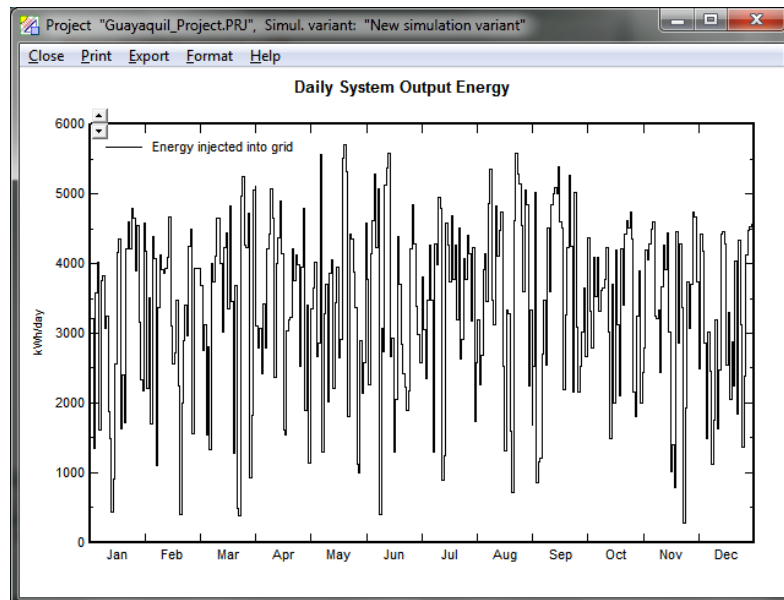 Project "Guayaquil_Project.PRJ", Simul. variant: "New simulation variant"
Close Print Export Format Help
Daily System Output Energy
6000
Energy injected into grid
5000
4000
kWh/day
3000
2000
1000
0
Jan Feb Mar Apr May Jun Jul Aug Sep Oct Nov Dec